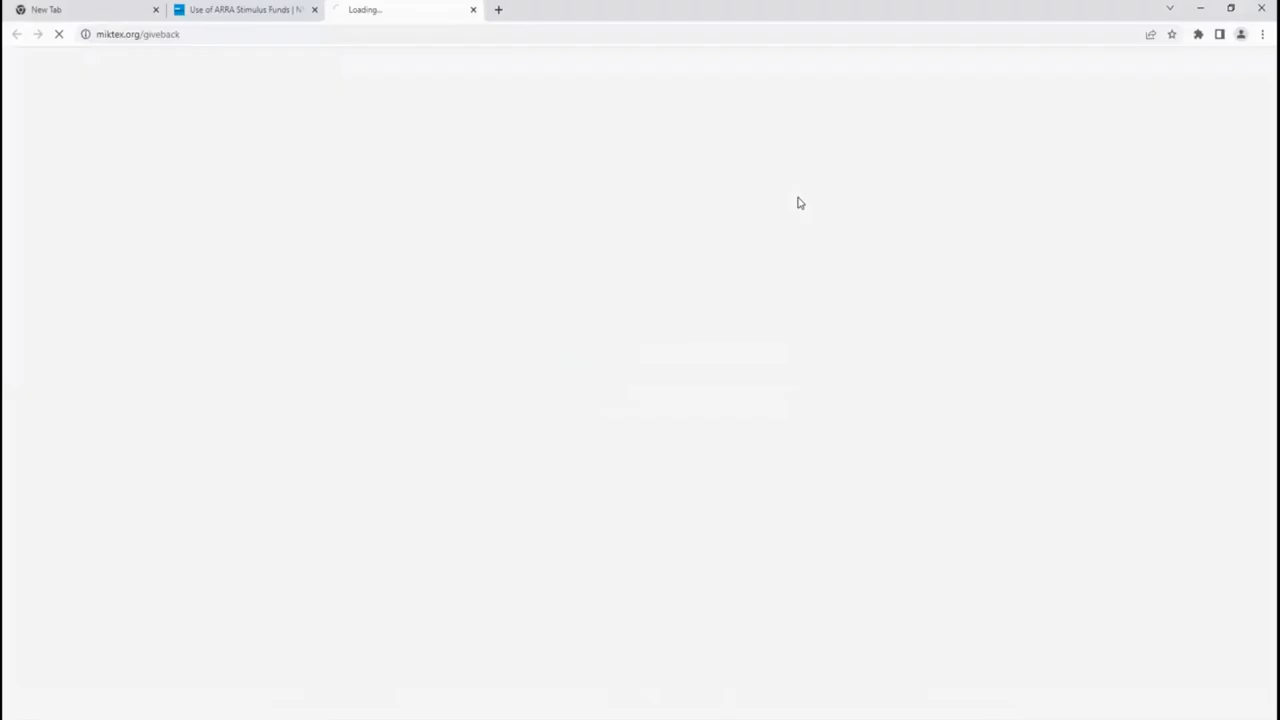 New Tab
Use of ARRA Stimulus Funds |
Loading...
miktex.org/giveback